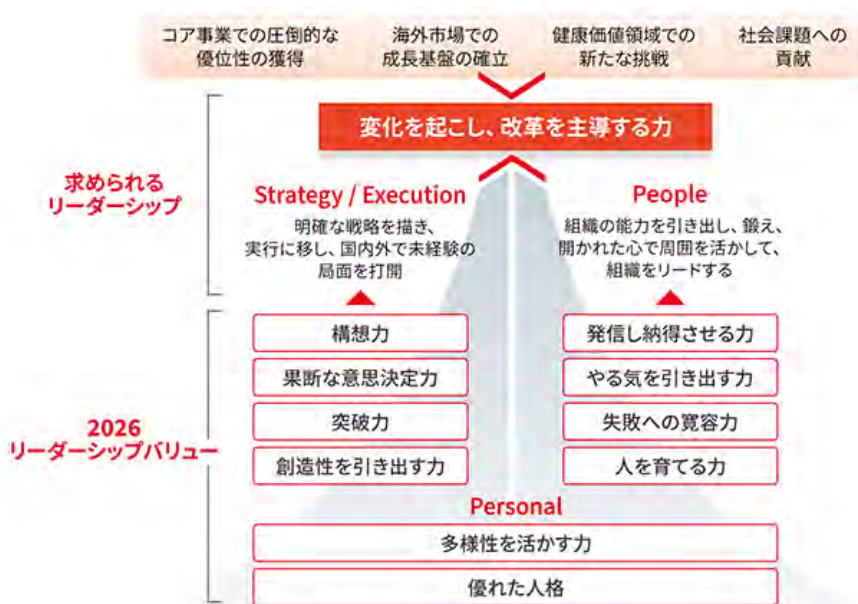 コア事業での圧倒的な
優位性の獲得
海外市場での
成長基盤の確立
健康価値領域での
新たな挑戦
社会課題への
貢献
変化を起こし、改革を主導する力
求められる
リーダーシップ
Strategy / Execution
明確な戦略を描き、
実行に移し、国内外で未経験の
局面を打開
People
組織の能力を引き出し、鍛え、
開かれた心で周囲を活かして、
組織をリードする
2026
リーダーシップバリュー
構想力
果断な意思決定力
突破力
創造性を引き出す力
発信し納得させる力
やる気を引き出す力
失敗への寛容力
人を育てる力
Personal
多様性を活かす力
優れた人格